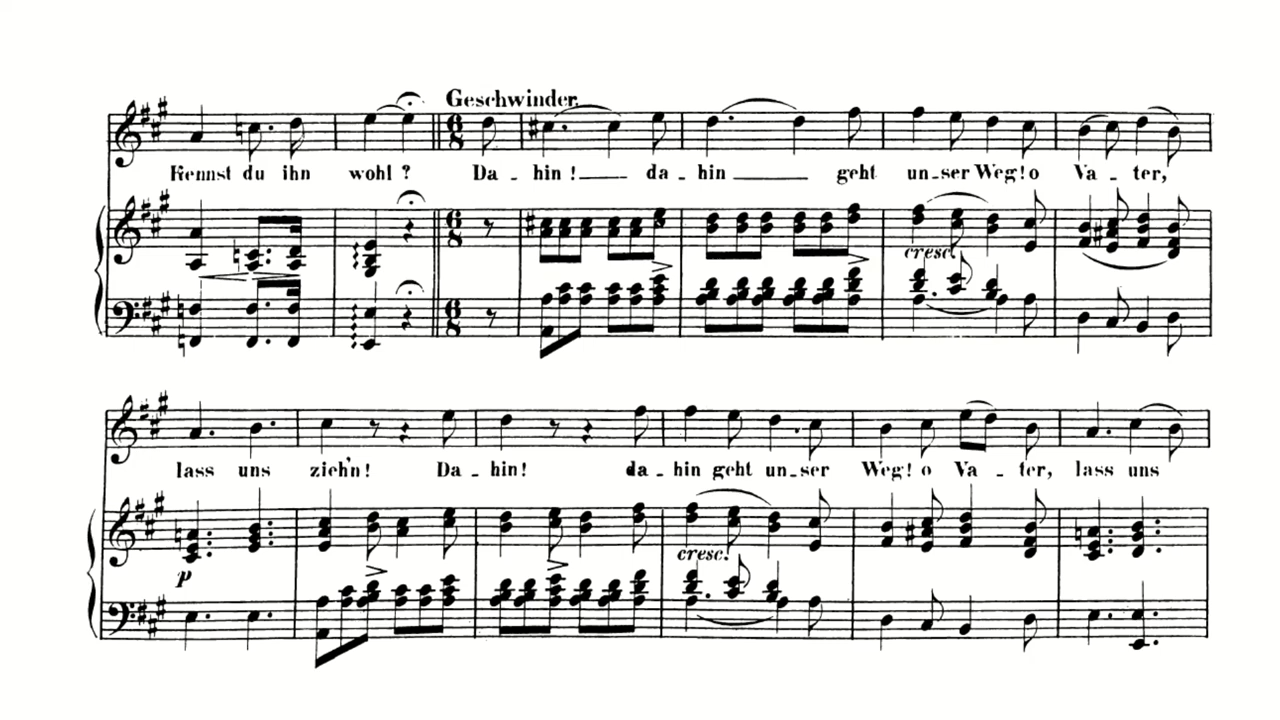 Geschwinder.
Kennst du ihn wohl? Da-hin! da-hin geht un-ser Weg! o Va-ter,
cresc.
lass uns zieh'n! Da-hin! da-hin geht un-ser Weg! o Va-ter, lass uns
p
cresc.